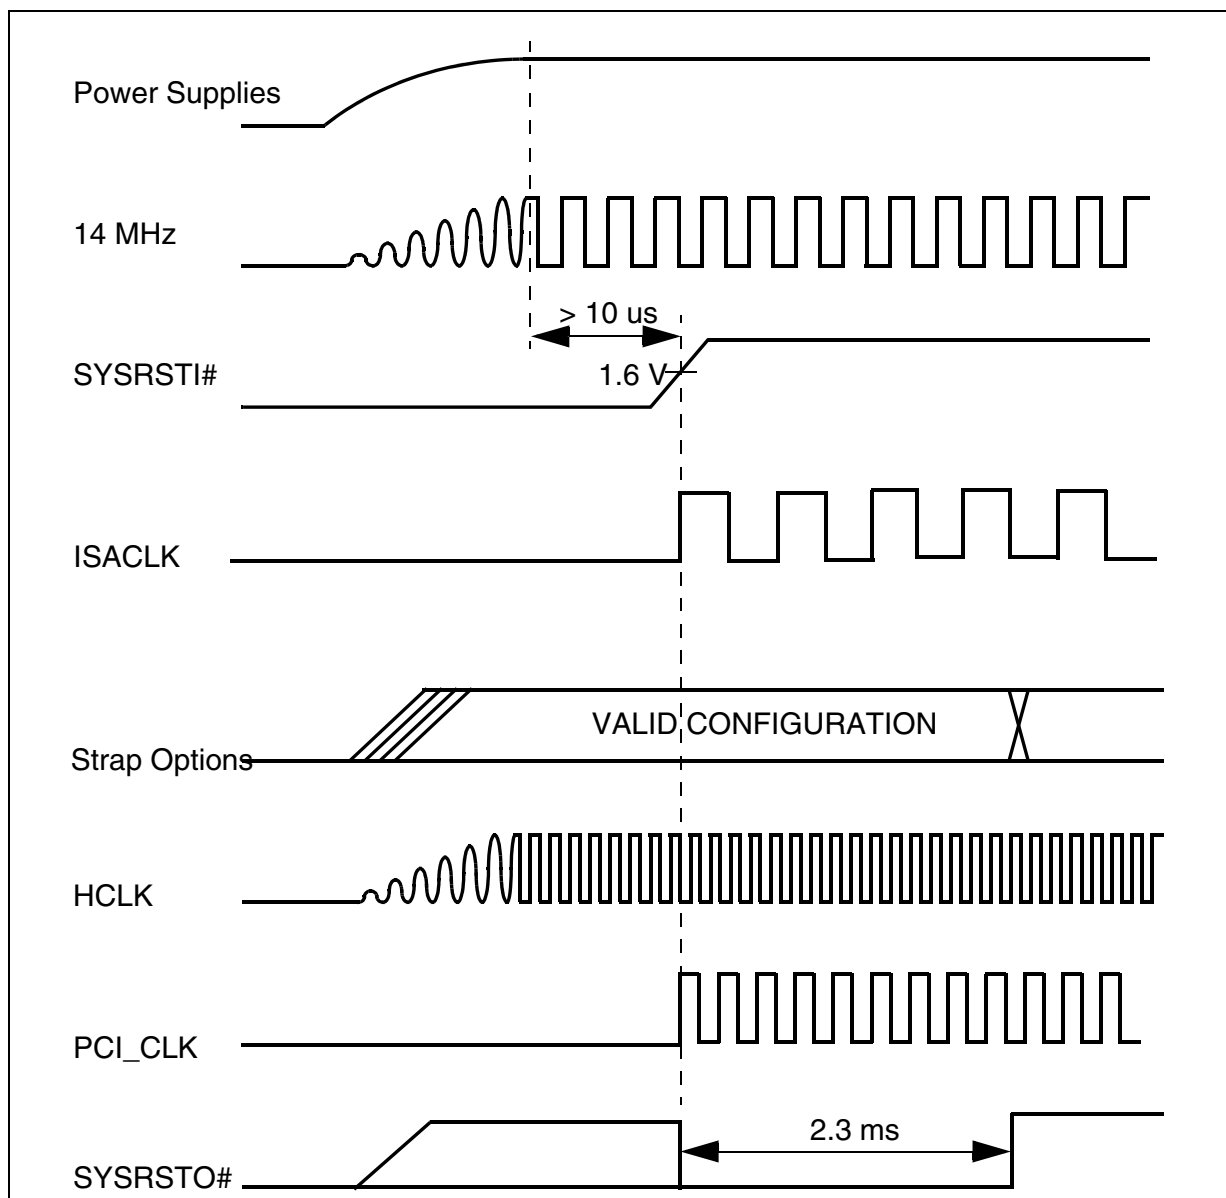 Power Supplies
14 MHz
> 10 us
SYSRSTI#
1.6 V
ISACLK
VALID CONFIGURATION
Strap Options
HCLK
PCI_CLK
2.3 ms
SYSRSTO#